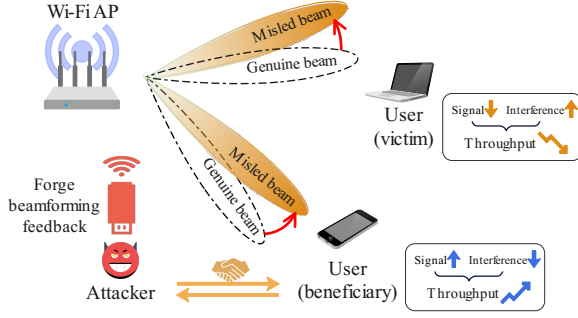 Wi-Fi AP
Misled beam
Genuine beam
User
(victim)
Signal Interference
Throughput
Misled beam
Genuine beam
Forge
beamforming
feedback
Attacker
User
(beneficiary)
Signal Interference
Throughput